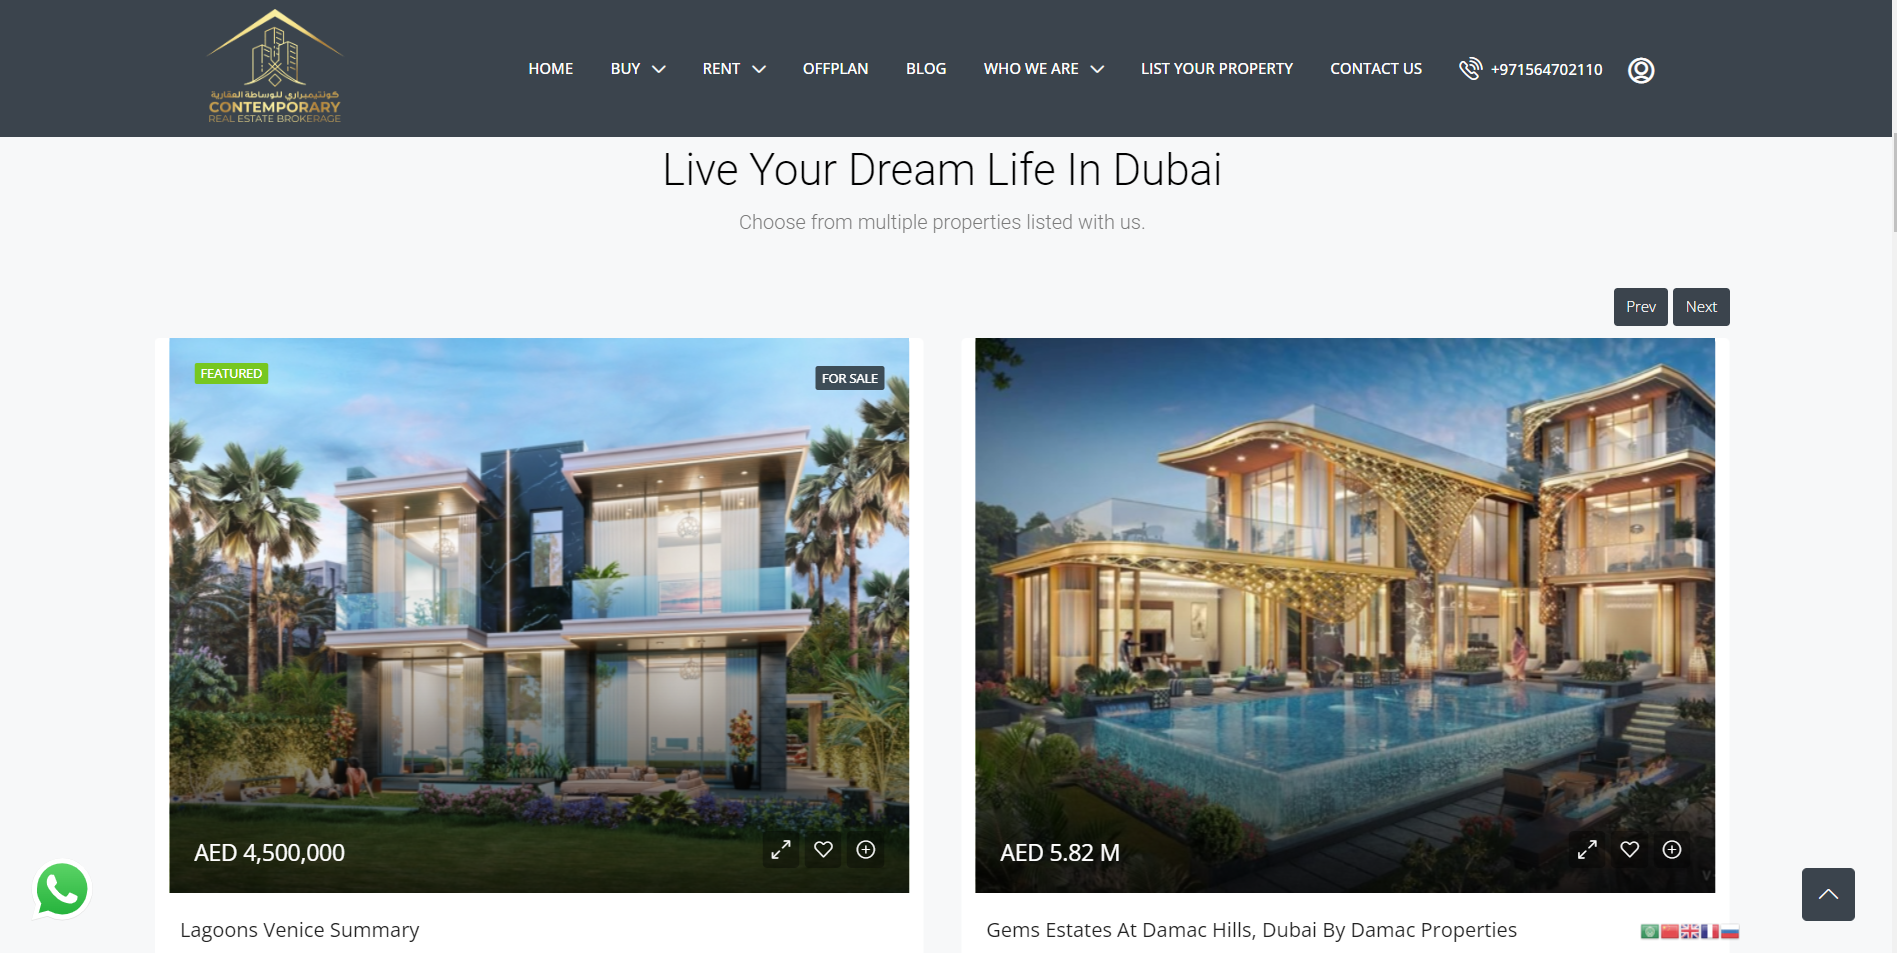 كونتيمبراري للوساطة العقارية
CONTEMPORARY
REAL ESTATE BROKERAGE
HOME
BUY
RENT
OFFPLAN
BLOG
WHO WE ARE
LIST YOUR PROPERTY
CONTACT US
+971564702110
Live Your Dream Life In Dubai
Choose from multiple properties listed with us.
Prev
Next
FEATURED
FOR SALE
AED 4,500,000
AED 5.82 M
Lagoons Venice Summary
Gems Estates At Damac Hills, Dubai By Damac Properties